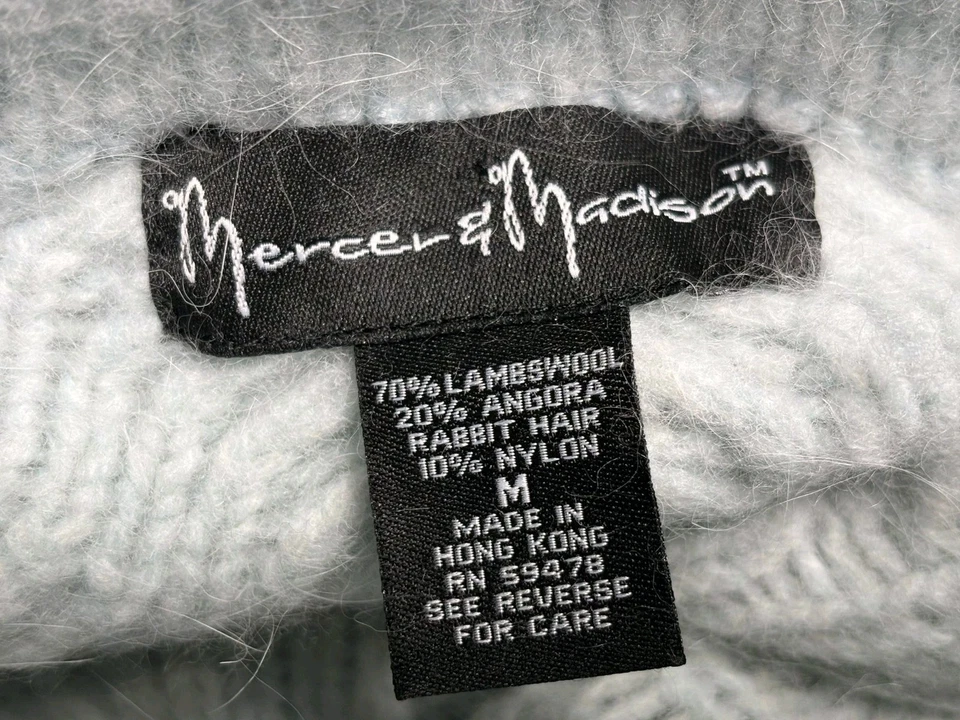 Mercer & Madison™
70% LAMBSWOOL
20% ANGORA
RABBIT HAIR
10% NYLON
M
MADE IN
HONG KONG
RN 59478
SEE REVERSE
FOR CARE